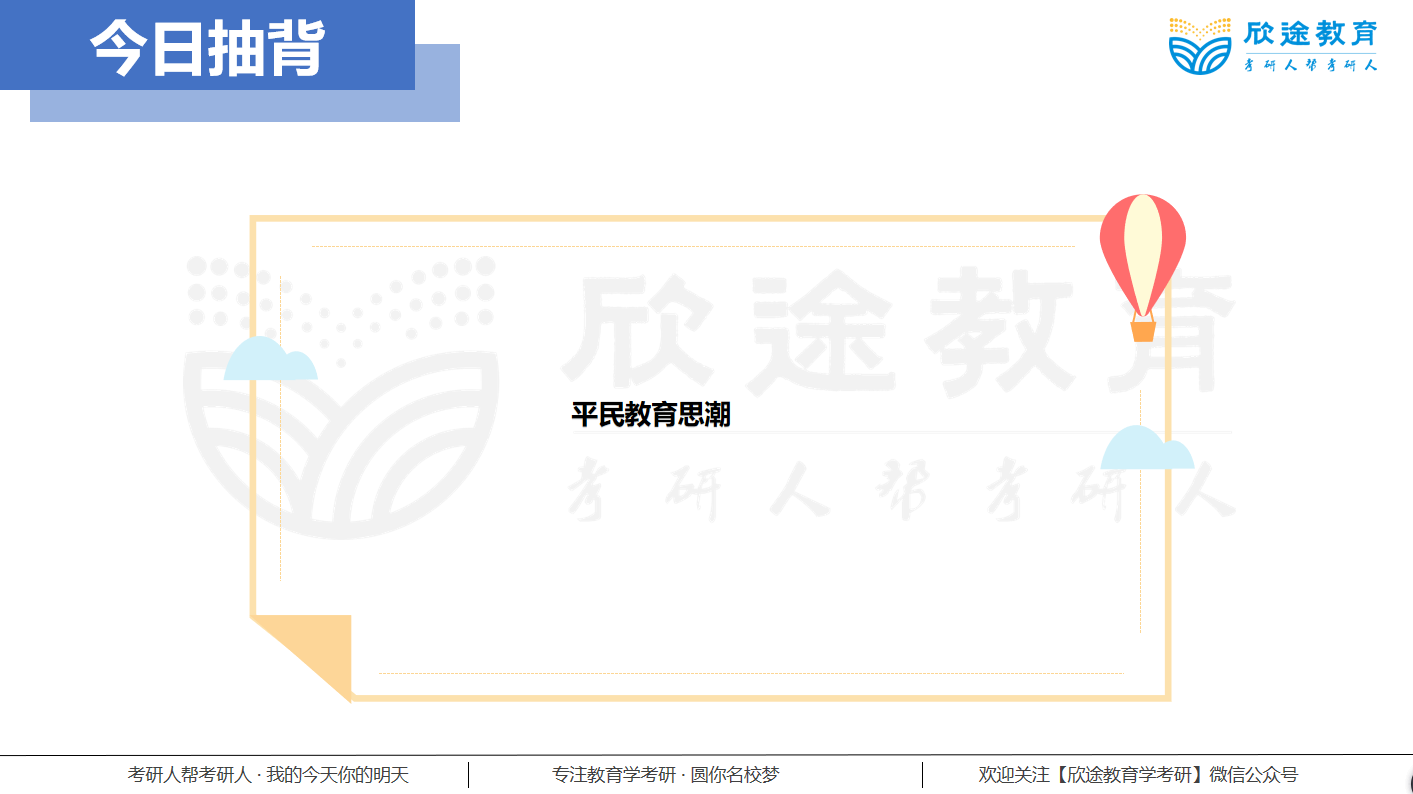 今日抽背
欣途教育
考研人帮考研人
欣途教育
平民教育思潮
考研人帮考研人
考研人帮考研人 · 我的今天你的明天
专注教育学考研 · 圆你名校梦
欢迎关注【欣途教育学考研】微信公众号